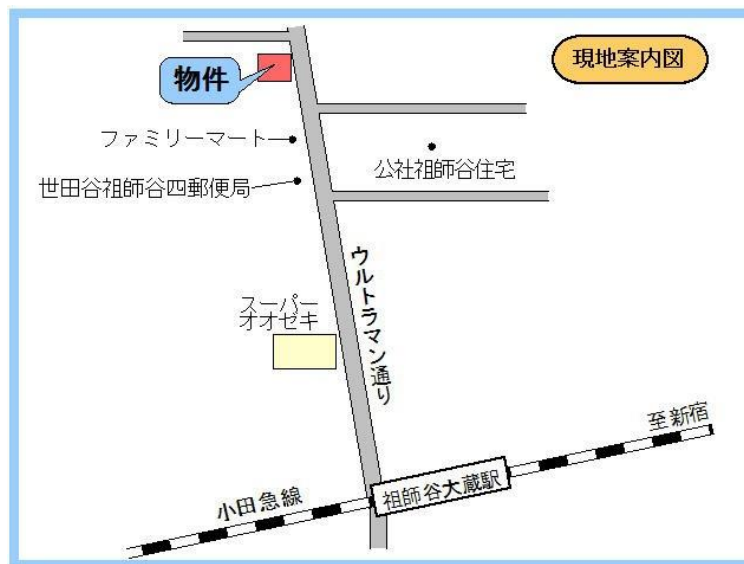 現地案内図
物件
ファミリーマート
公社祖師谷住宅
世田谷祖師谷四郵便局
ウルトラマン通り
スーパー
オオゼキ
至新宿
祖師谷大蔵駅
小田急線